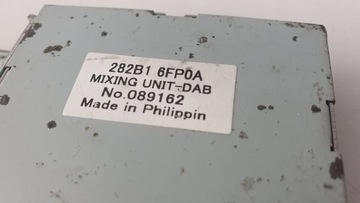 282B1 6FP0A
MIXING UNIT-DAB
No.089162
Made in Philippin